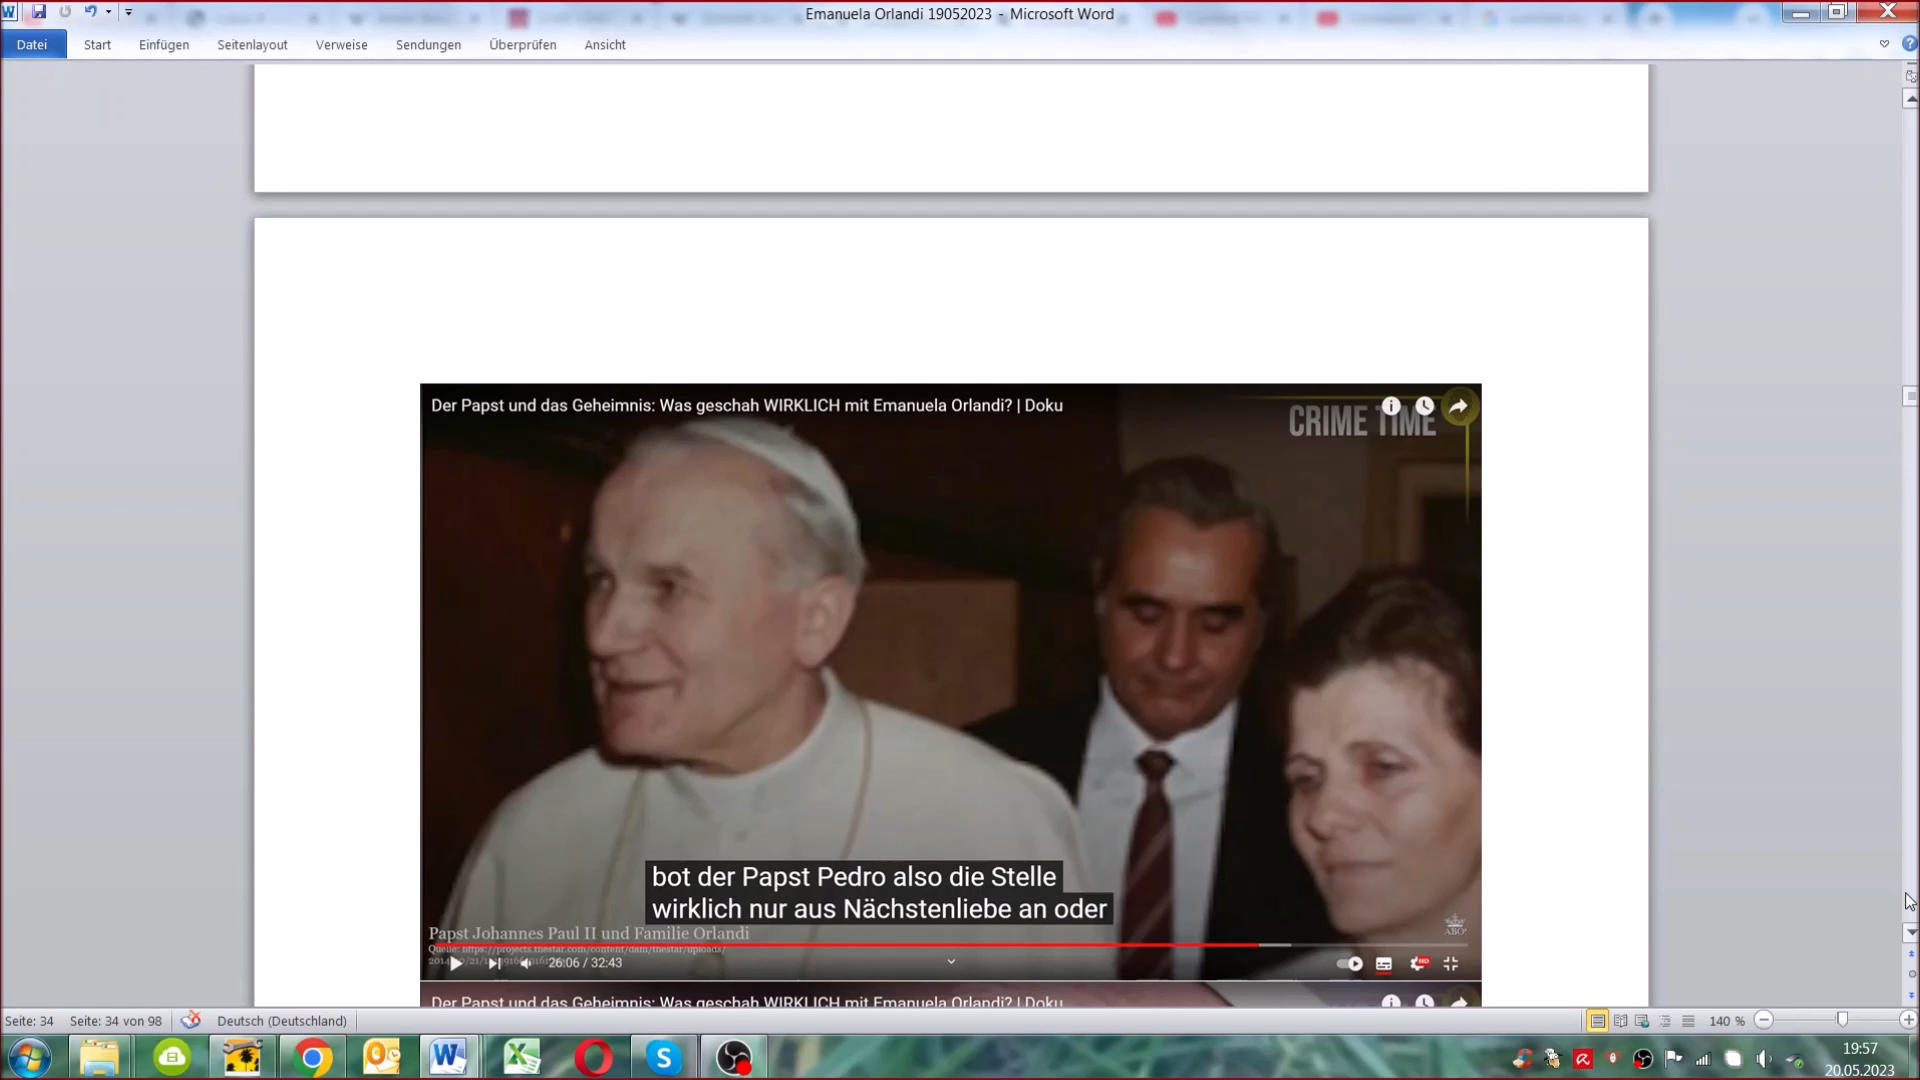 Emanuela Orlandi 19052023 - Microsoft Word
Datei Start Einfügen Seitenlayout Verweise Sendungen Überprüfen Ansicht
Der Papst und das Geheimnis: Was geschah WIRKLICH mit Emanuela Orlandi? | Doku
CRIME TIME
bot der Papst Pedro also die Stelle
wirklich nur aus Nächstenliebe an oder
Papst Johannes Paul II und Familie Orlandi
ABO!
26:06 / 32:43
HD
Der Papst und das Geheimnis: Was geschah WIRKLICH mit Emanuela Orlandi? | Doku
Seite: 34 Seite: 34 von 98 Deutsch (Deutschland) 140 %
19:57
20.05.2023